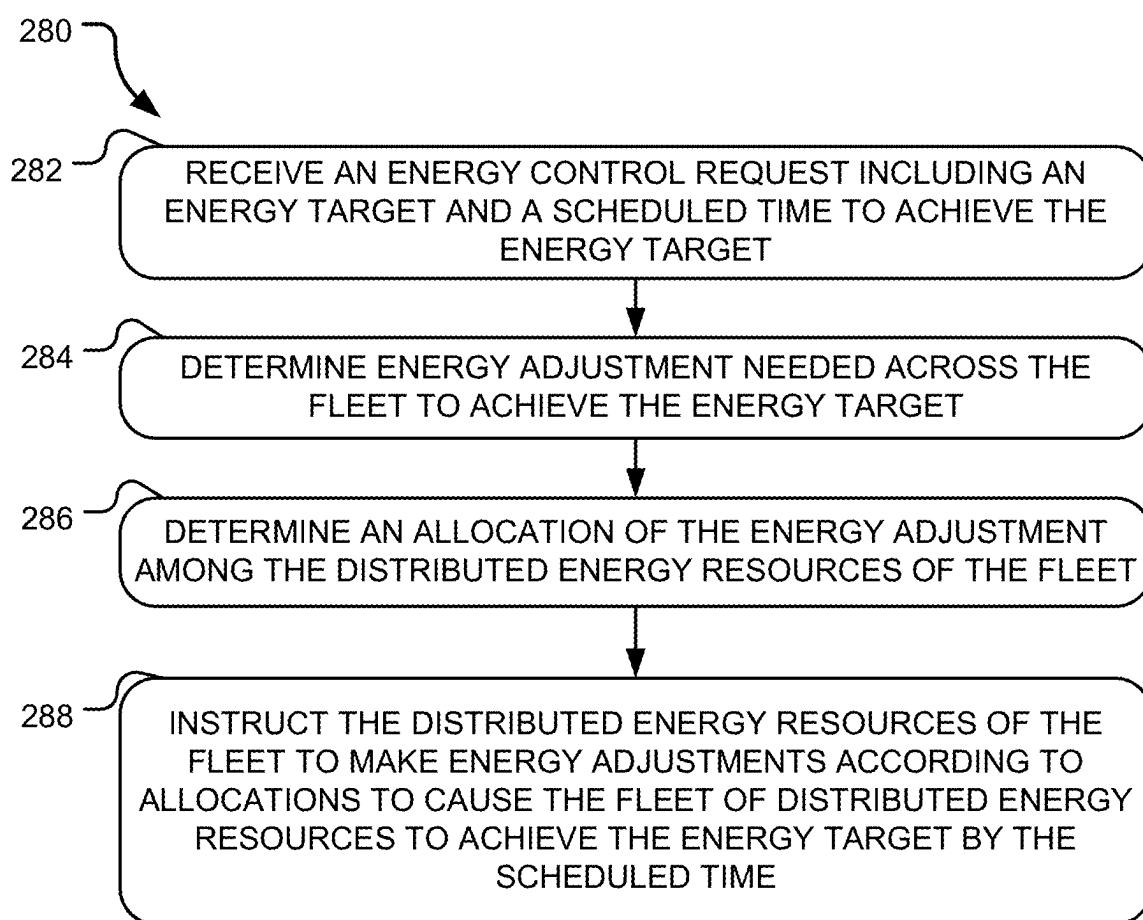 280
282
RECEIVE AN ENERGY CONTROL REQUEST INCLUDING AN
ENERGY TARGET AND A SCHEDULED TIME TO ACHIEVE THE
ENERGY TARGET
284
DETERMINE ENERGY ADJUSTMENT NEEDED ACROSS THE
FLEET TO ACHIEVE THE ENERGY TARGET
286
DETERMINE AN ALLOCATION OF THE ENERGY ADJUSTMENT
AMONG THE DISTRIBUTED ENERGY RESOURCES OF THE FLEET
288
INSTRUCT THE DISTRIBUTED ENERGY RESOURCES OF THE
FLEET TO MAKE ENERGY ADJUSTMENTS ACCORDING TO
ALLOCATIONS TO CAUSE THE FLEET OF DISTRIBUTED ENERGY
RESOURCES TO ACHIEVE THE ENERGY TARGET BY THE
SCHEDULED TIME